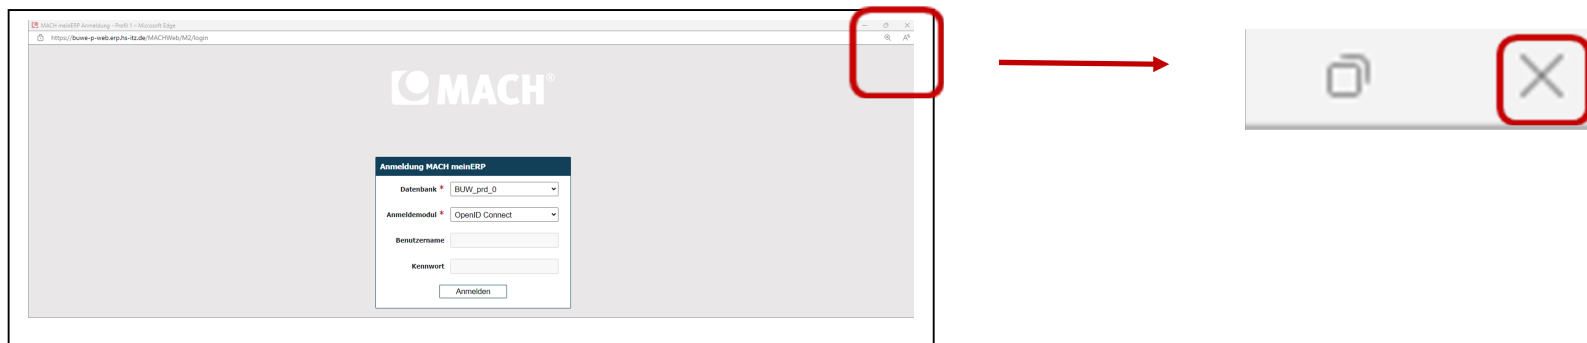 MACH meinERP Anmeldung - Profil 1 – Microsoft Edge
https://buwe-p-web.erp.hs-itz.de/MACHWeb/M2/login
MACH®
Anmeldung MACH meinERP
Datenbank * BUW_prd_0
Anmeldemodul * OpenID Connect
Benutzername
Kennwort
Anmelden